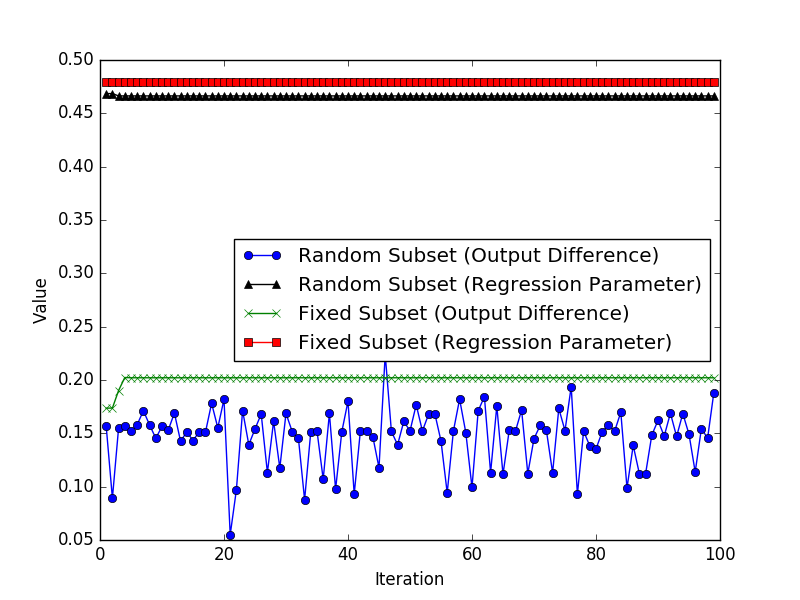 0.50
0.45
0.40
0.35
0.30
0.25
0.20
0.15
0.10
0.05
Value
Random Subset (Output Difference)
Random Subset (Regression Parameter)
Fixed Subset (Output Difference)
Fixed Subset (Regression Parameter)
0 20 40 60 80 100
Iteration